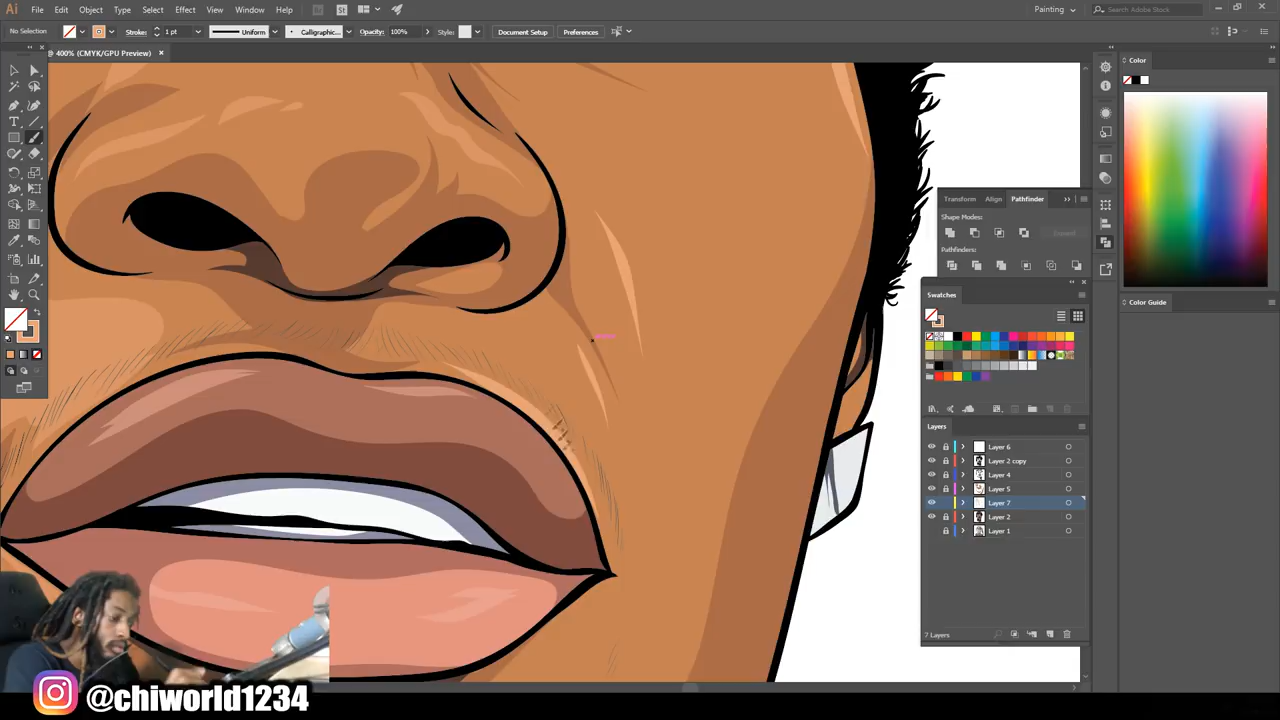 Ai File Edit Object Type Select Effect View Window Help Br St Painting Search Adobe Stock
No Selection Stroke: 1 pt Uniform Calligraphic... Opacity: 100% Style: Document Setup Preferences
@ 400% (CMYK/GPU Preview) ×
Color
Transform Align Pathfinder
Shape Modes:
Expand
Pathfinders:
Swatches
Color Guide
Layers
Layer 6
Layer 2 copy
Layer 4
Layer 5
Layer 7
Layer 2
Layer 1
7 Layers
@chiworld1234